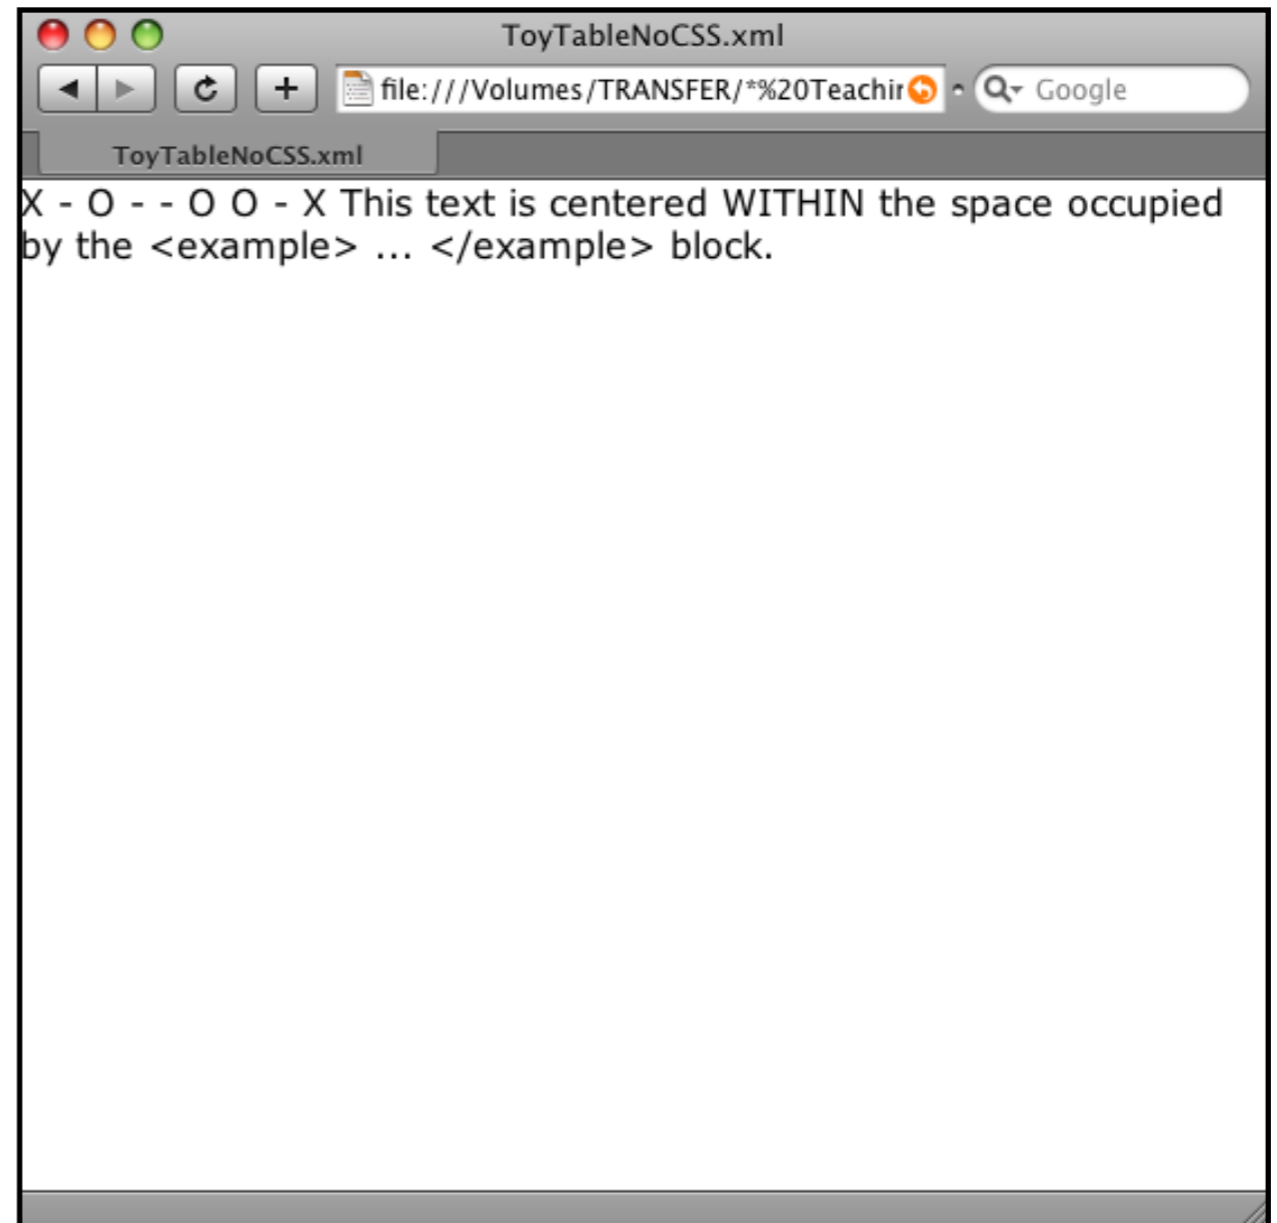 ToyTableNoCSS.xml
file:///Volumes/TRANSFER/*%20Teachin
Google
ToyTableNoCSS.xml
X - O - - O O - X This text is centered WITHIN the space occupied
by the <example> ... </example> block.